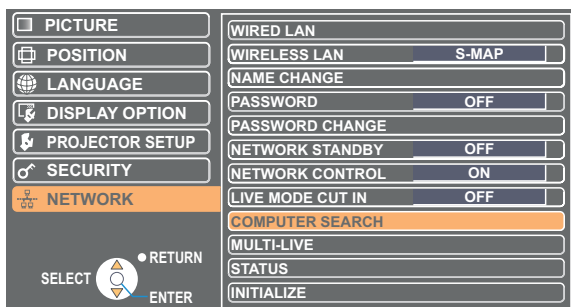 PICTURE
POSITION
LANGUAGE
DISPLAY OPTION
PROJECTOR SETUP
SECURITY
NETWORK
RETURN
SELECT
ENTER
WIRED LAN
WIRELESS LAN S-MAP
NAME CHANGE
PASSWORD OFF
PASSWORD CHANGE
NETWORK STANDBY OFF
NETWORK CONTROL ON
LIVE MODE CUT IN OFF
COMPUTER SEARCH
MULTI-LIVE
STATUS
INITIALIZE